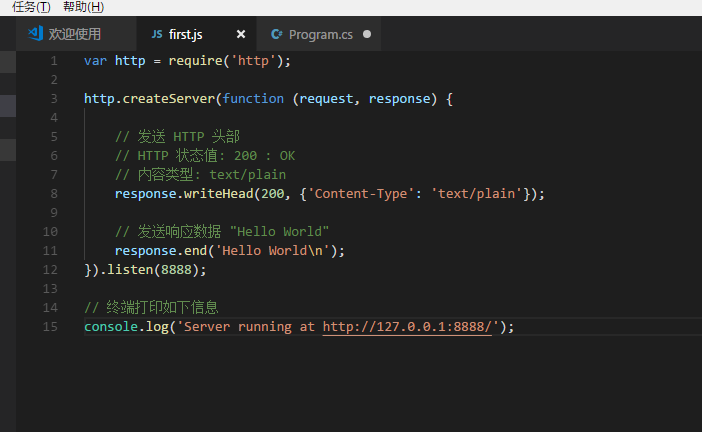 任务(T) 帮助(H)
欢迎使用 JS first.js × C# Program.cs ●
1 var http = require('http');
2
3 http.createServer(function (request, response) {
4
5 // 发送 HTTP 头部
6 // HTTP 状态值: 200 : OK
7 // 内容类型: text/plain
8 response.writeHead(200, {'Content-Type': 'text/plain'});
9
10 // 发送响应数据 "Hello World"
11 response.end('Hello World\n');
12 }).listen(8888);
13
14 // 终端打印如下信息
15 console.log('Server running at http://127.0.0.1:8888/');